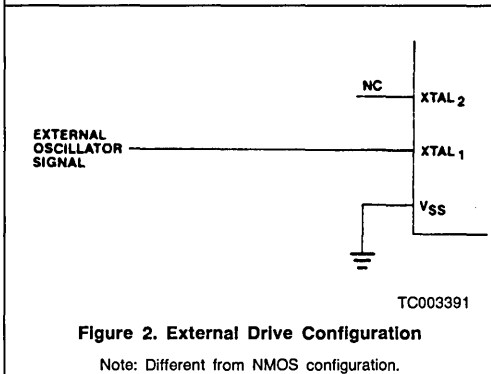 NC
XTAL2
EXTERNAL
OSCILLATOR
SIGNAL
XTAL1
VSS
TC003391
Figure 2. External Drive Configuration
Note: Different from NMOS configuration.